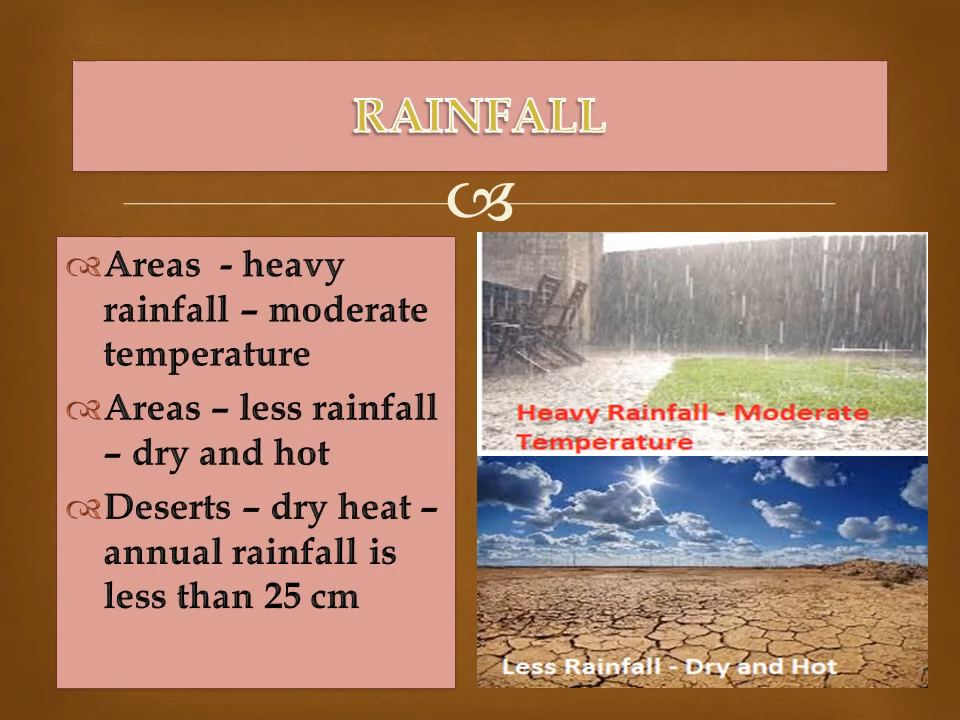 RAINFALL
Areas - heavy
rainfall – moderate
temperature
Areas – less rainfall
– dry and hot
Deserts – dry heat –
annual rainfall is
less than 25 cm
Heavy Rainfall - Moderate
Temperature
Less Rainfall - Dry and Hot